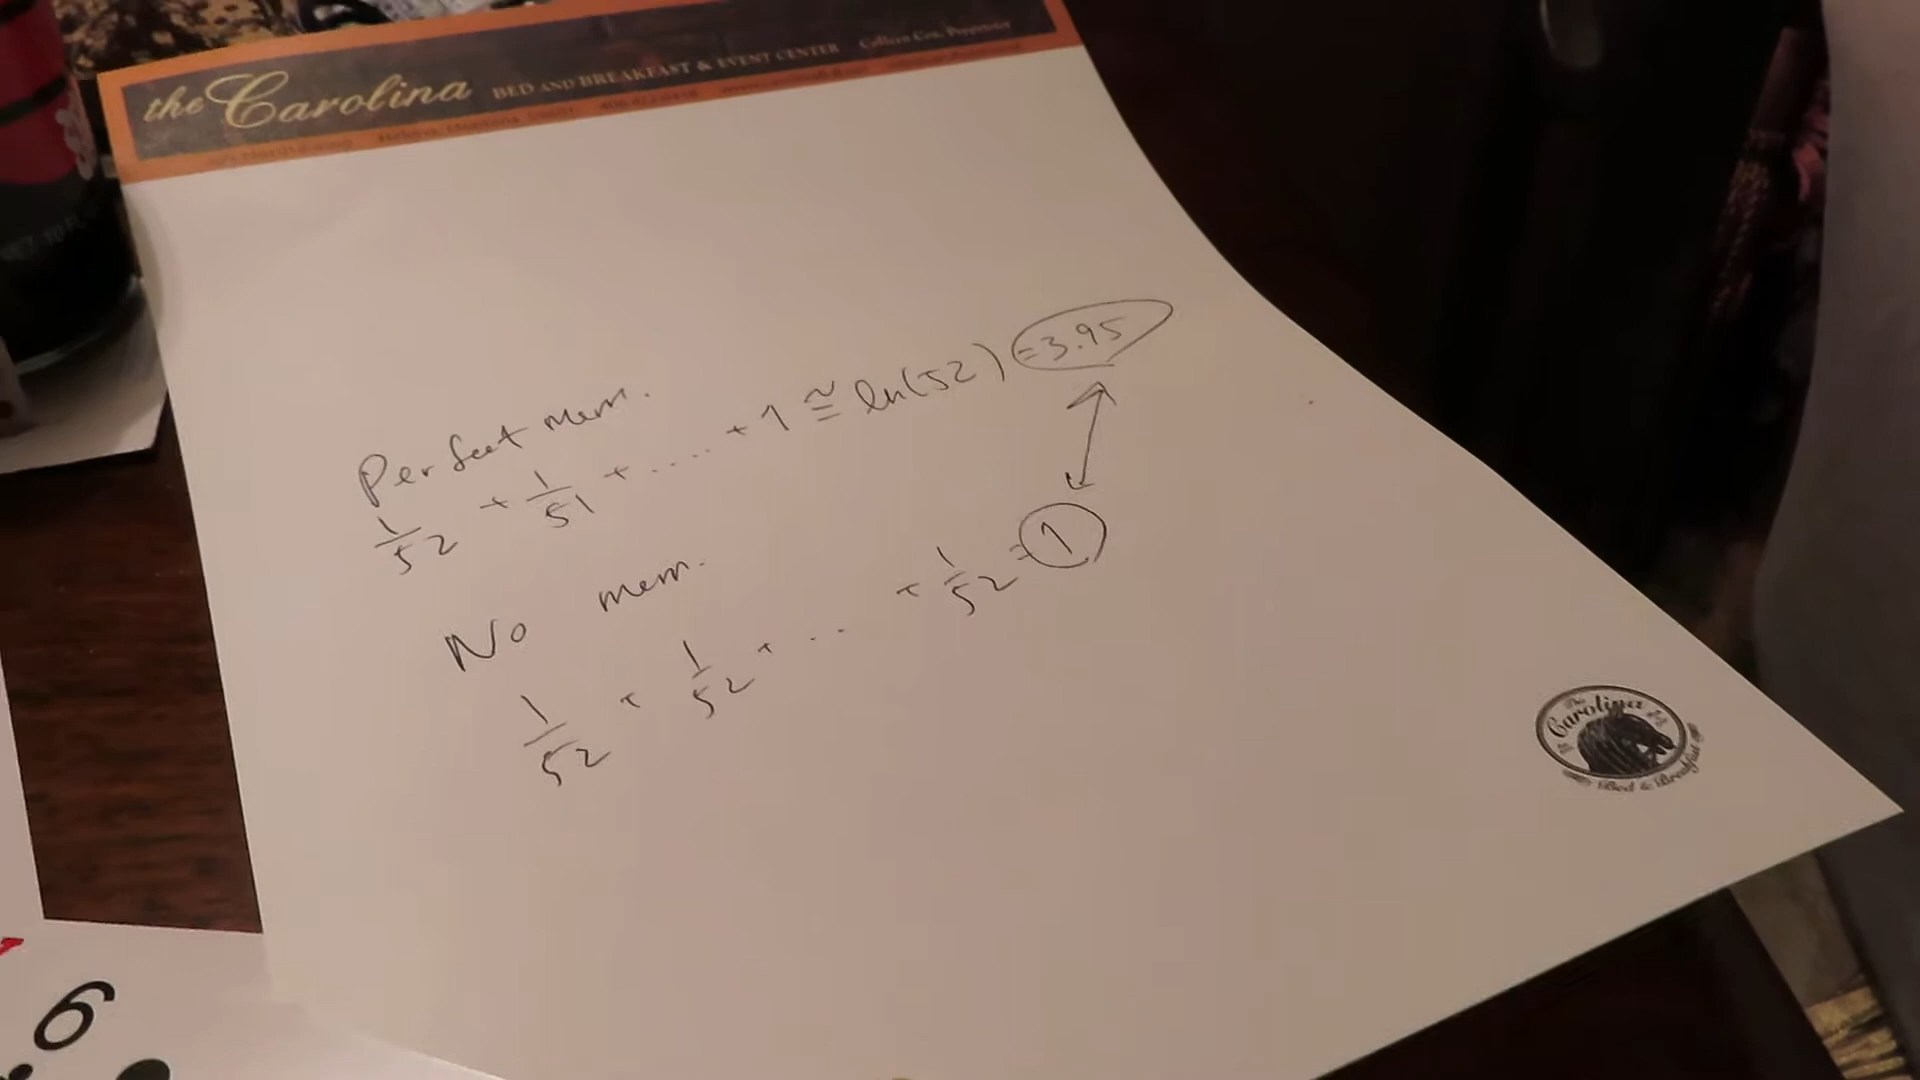 the Carolina BED AND BREAKFAST & EVENT CENTER
Perfect mem.
1/52 + 1/51 + .... + 1 ≅ ln(52) = 3.95
No mem.
1/52 + 1/52 + .. + 1/52 = 1
The Carolina
Bed & Breakfast
6